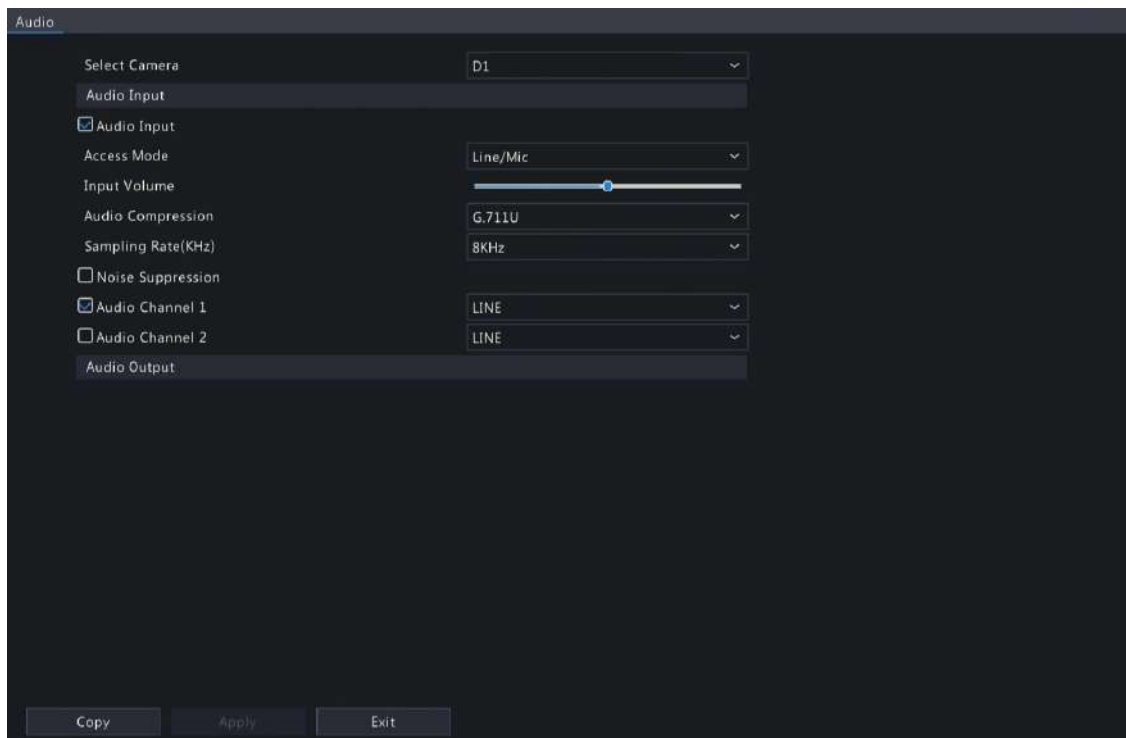 Audio
Select Camera D1
Audio Input
Audio Input
Access Mode Line/Mic
Input Volume
Audio Compression G.711U
Sampling Rate(KHz) 8KHz
Noise Suppression
Audio Channel 1 LINE
Audio Channel 2 LINE
Audio Output
Copy Apply Exit